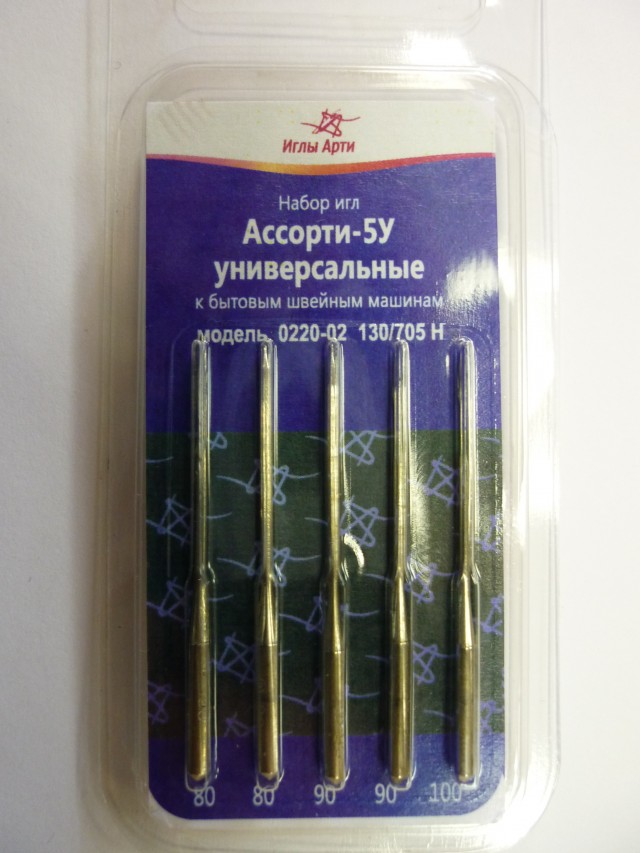 Иглы Арти
Набор игл
Ассорти-5У
универсальные
к бытовым швейным машинам
модель 0220-02 130/705 Н
80 80 90 90 100